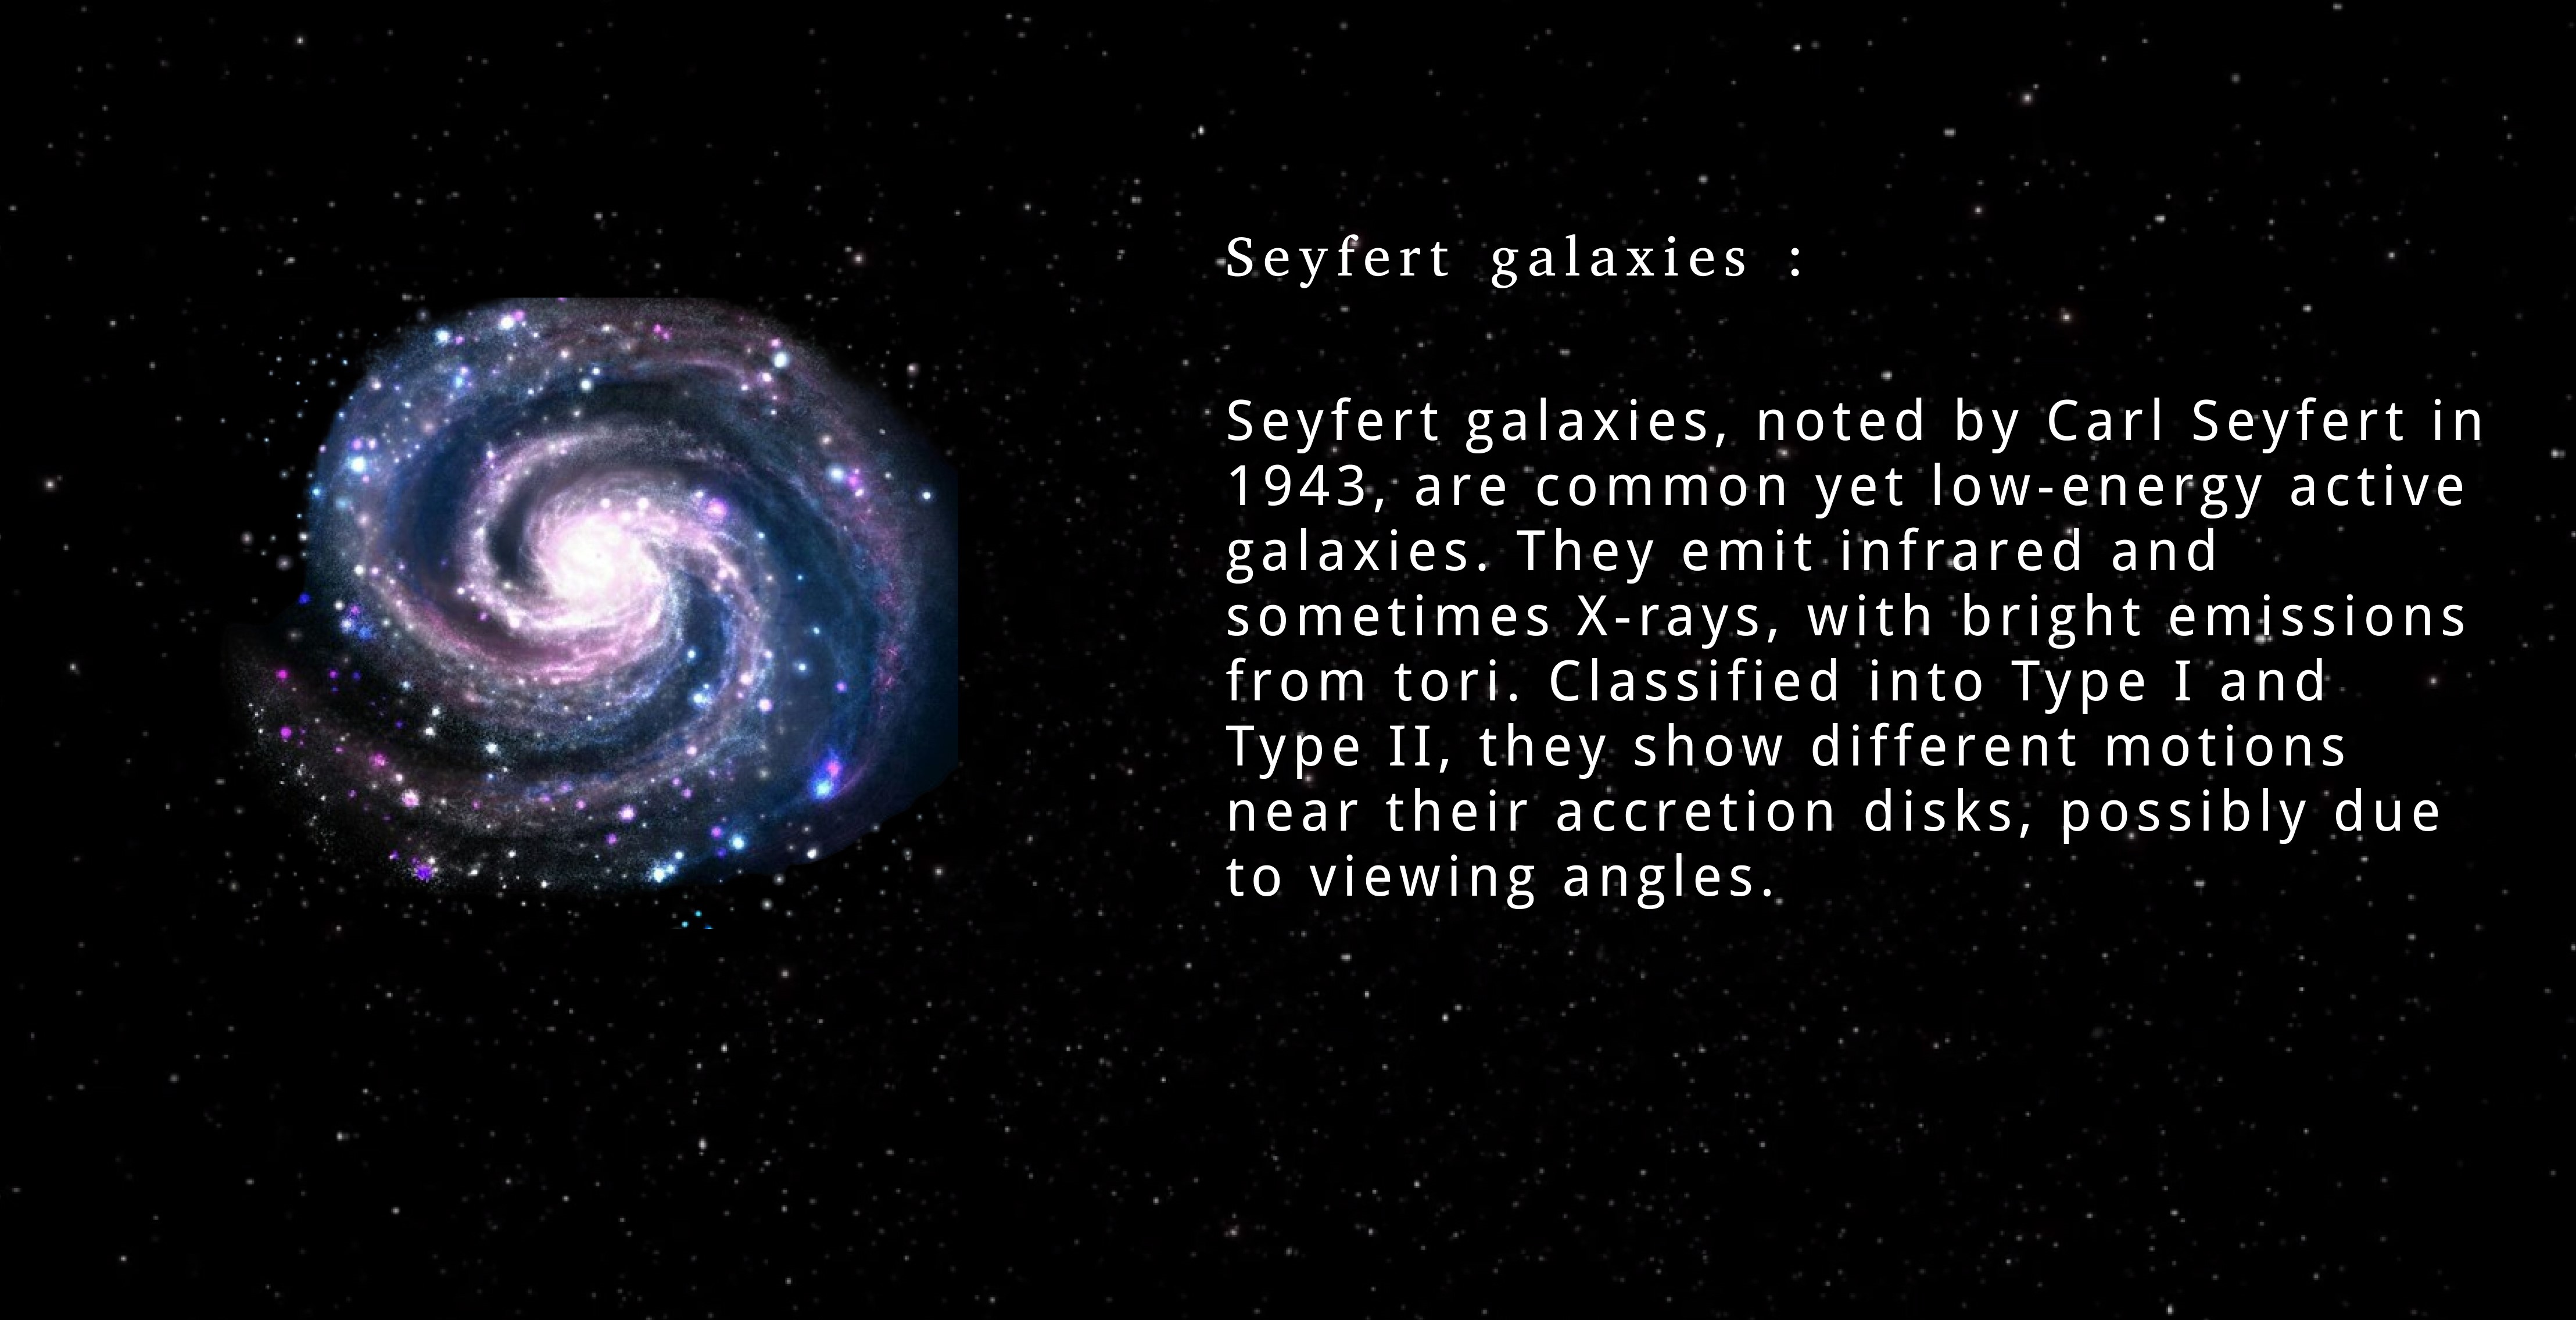 Seyfert galaxies :
Seyfert galaxies, noted by Carl Seyfert in
1943, are common yet low-energy active
galaxies. They emit infrared and
sometimes X-rays, with bright emissions
from tori. Classified into Type I and
Type II, they show different motions
near their accretion disks, possibly due
to viewing angles.